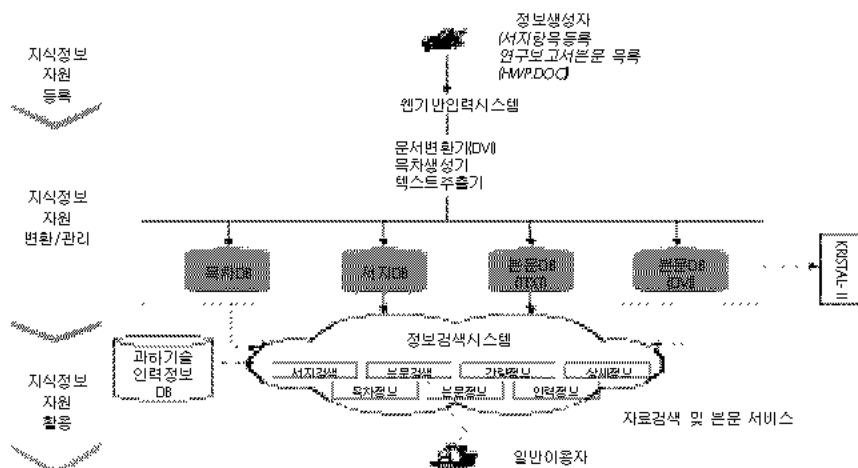 정보생성자
(서지항목등록
연구보고서본문 목록
(HWP.DOC)
지식정보
자원
등록
웹기반입력시스템
문서변환기(DVI)
목차생성기
텍스트추출기
지식정보
자원
변환/관리
목차DB
서지DB
본문DB
(TXT)
본문DB
(DVI)
KRISTAL-II
정보검색시스템
과하기술
인력정보
DB
서지검색
본문검색
간략정보
상세정보
목차정보
본문정보
인력정보
지식정보
자원
활용
자료검색 및 본문 서비스
일반이용자